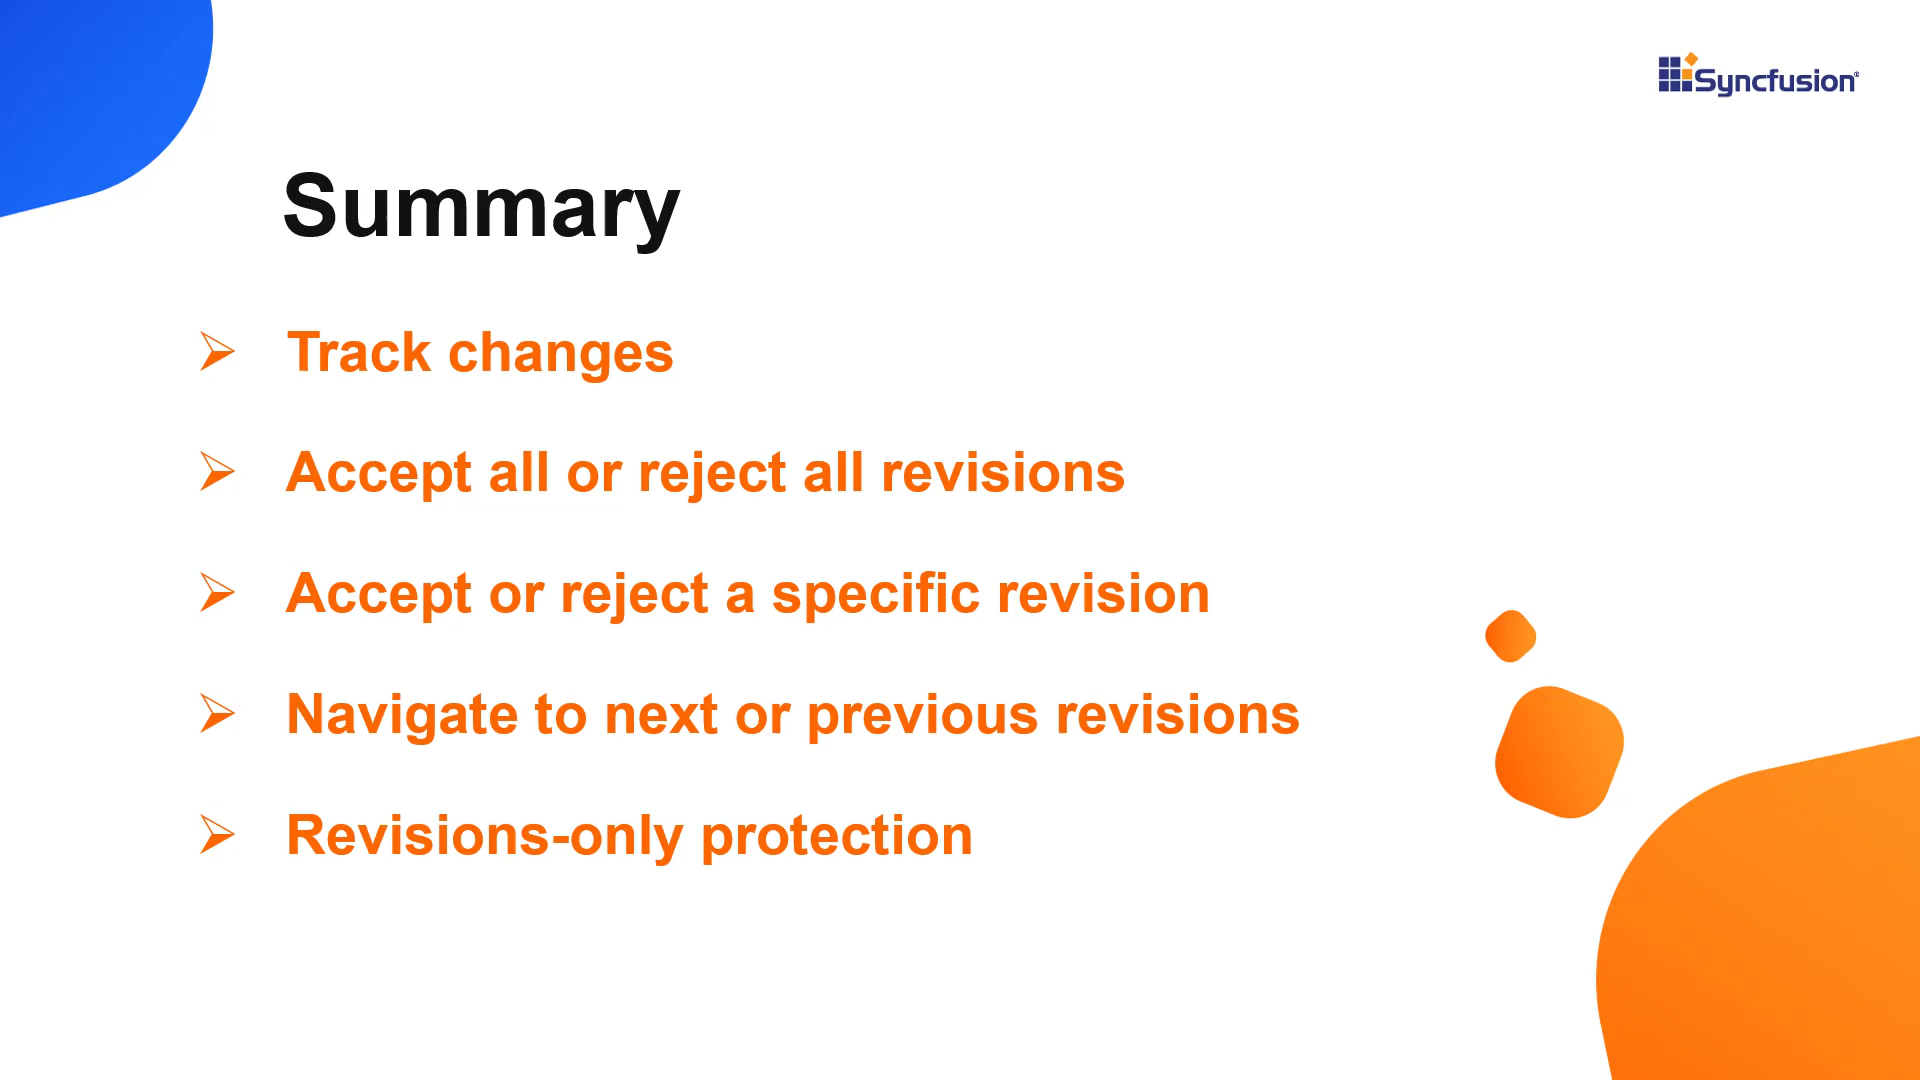 Syncfusion®
Summary
➢ Track changes
➢ Accept all or reject all revisions
➢ Accept or reject a specific revision
➢ Navigate to next or previous revisions
➢ Revisions-only protection